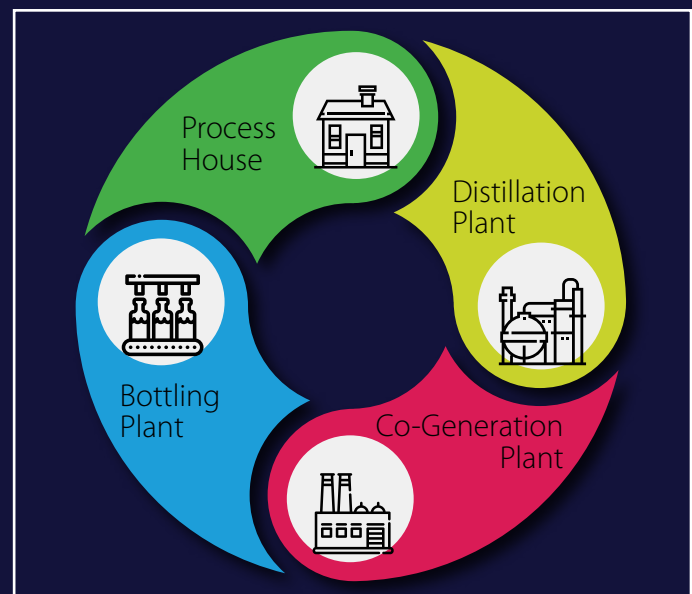 Process
House
Distillation
Plant
Bottling
Plant
Co-Generation
Plant